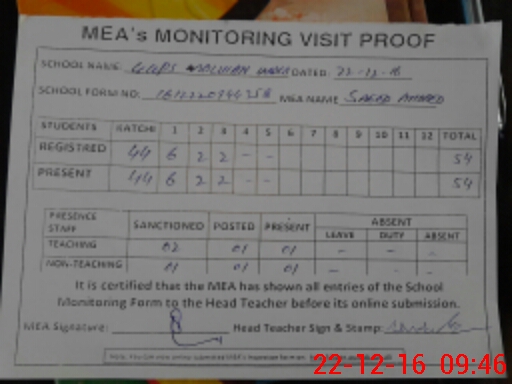 MEA's MONITORING VISIT PROOF
SCHOOL NAME: GGPS DATED: 22-12-16
SCHOOL FORM NO: MEA NAME SAEED AHMED
STUDENTS KATCHI 1 2 3 4 5 6 7 8 9 10 11 12 TOTAL
REGISTRED 44 6 2 2 - - 54
PRESENT 44 6 2 2 - - 54
PRESENCE STAFF SANCTIONED POSTED PRESENT ABSENT
LEAVE DUTY ABSENT
TEACHING 02 01 01 - - -
NON-TEACHING 01 01 01 - - -
It is certified that the MEA has shown all entries of the School
Monitoring Form to the Head Teacher before its online submission.
MEA Signature: Head Teacher Sign & Stamp:
22-12-16 09:46